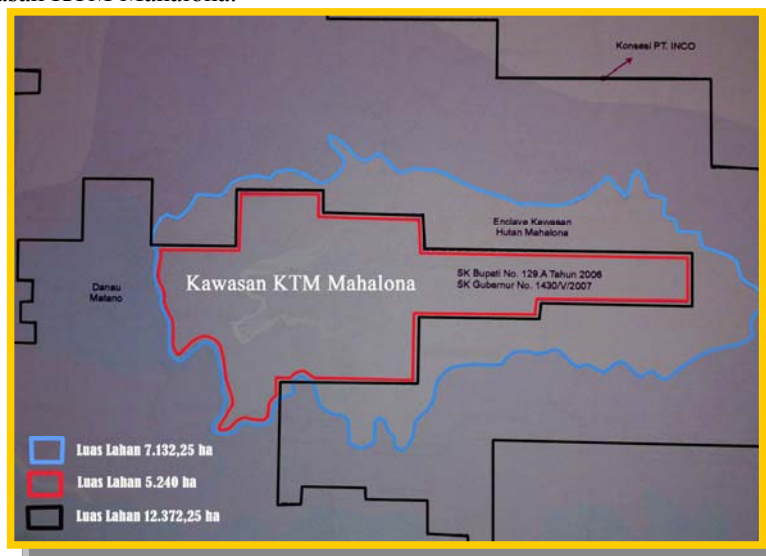 Konsesi PT. INCO
Enclave Kawasan
Hutan Mahalona
Danau
Matano
Kawasan KTM Mahalona
SK Bupati No. 129.A Tahun 2006
SK Gubernur No. 1430/V/2007
Luas Lahan 7.132,25 ha
Luas Lahan 5.240 ha
Luas Lahan 12.372,25 ha